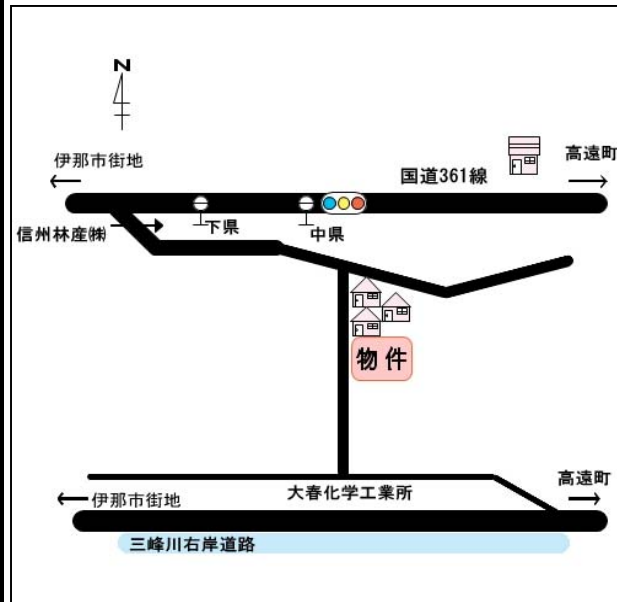 N
伊那市街地
高遠町
国道361線
信州林産㈱
下県
中県
物件
高遠町
大春化学工業所
伊那市街地
三峰川右岸道路